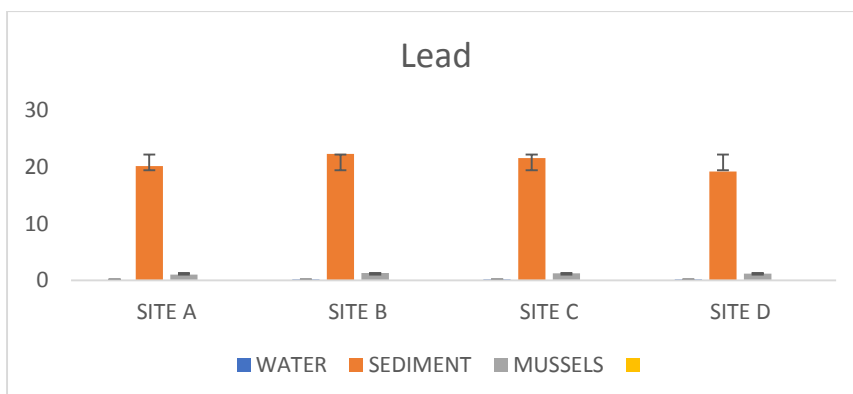 Lead
30
20
10
0
SITE A SITE B SITE C SITE D
WATER SEDIMENT MUSSELS